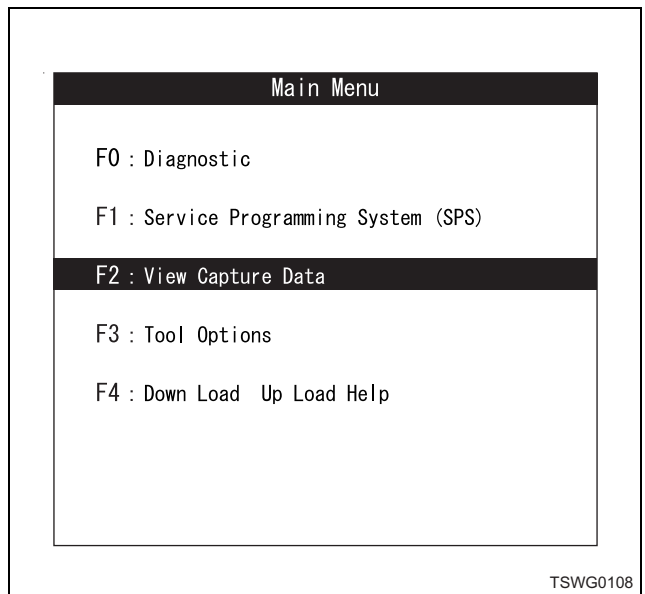 Main Menu
F0 : Diagnostic
F1 : Service Programming System (SPS)
F2 : View Capture Data
F3 : Tool Options
F4 : Down Load  Up Load Help
TSWG0108